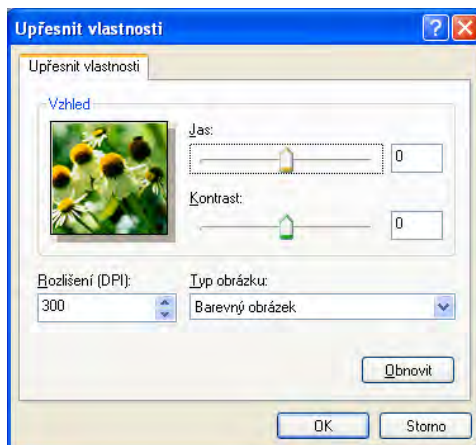 Upřesnit vlastnosti
Upřesnit vlastnosti
Vzhled
Jas:
0
Kontrast:
0
Rozlišení (DPI):
Typ obrázku:
300
Barevný obrázek
Obnovit
OK
Storno